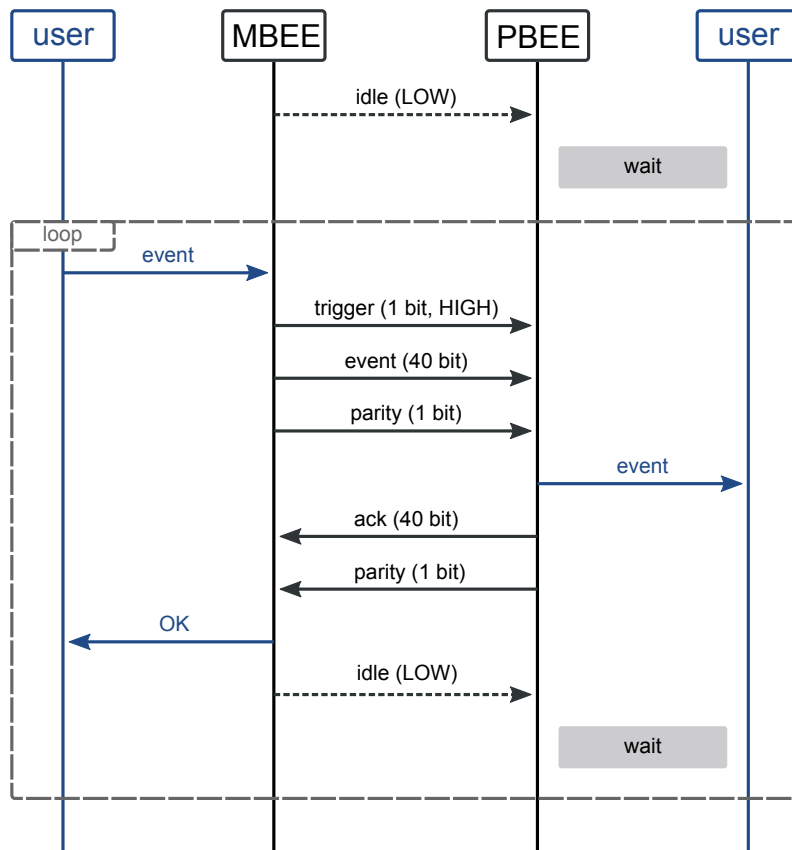 user
MBEE
PBEE
user
idle (LOW)
wait
loop
event
trigger (1 bit, HIGH)
event (40 bit)
parity (1 bit)
event
ack (40 bit)
parity (1 bit)
OK
idle (LOW)
wait